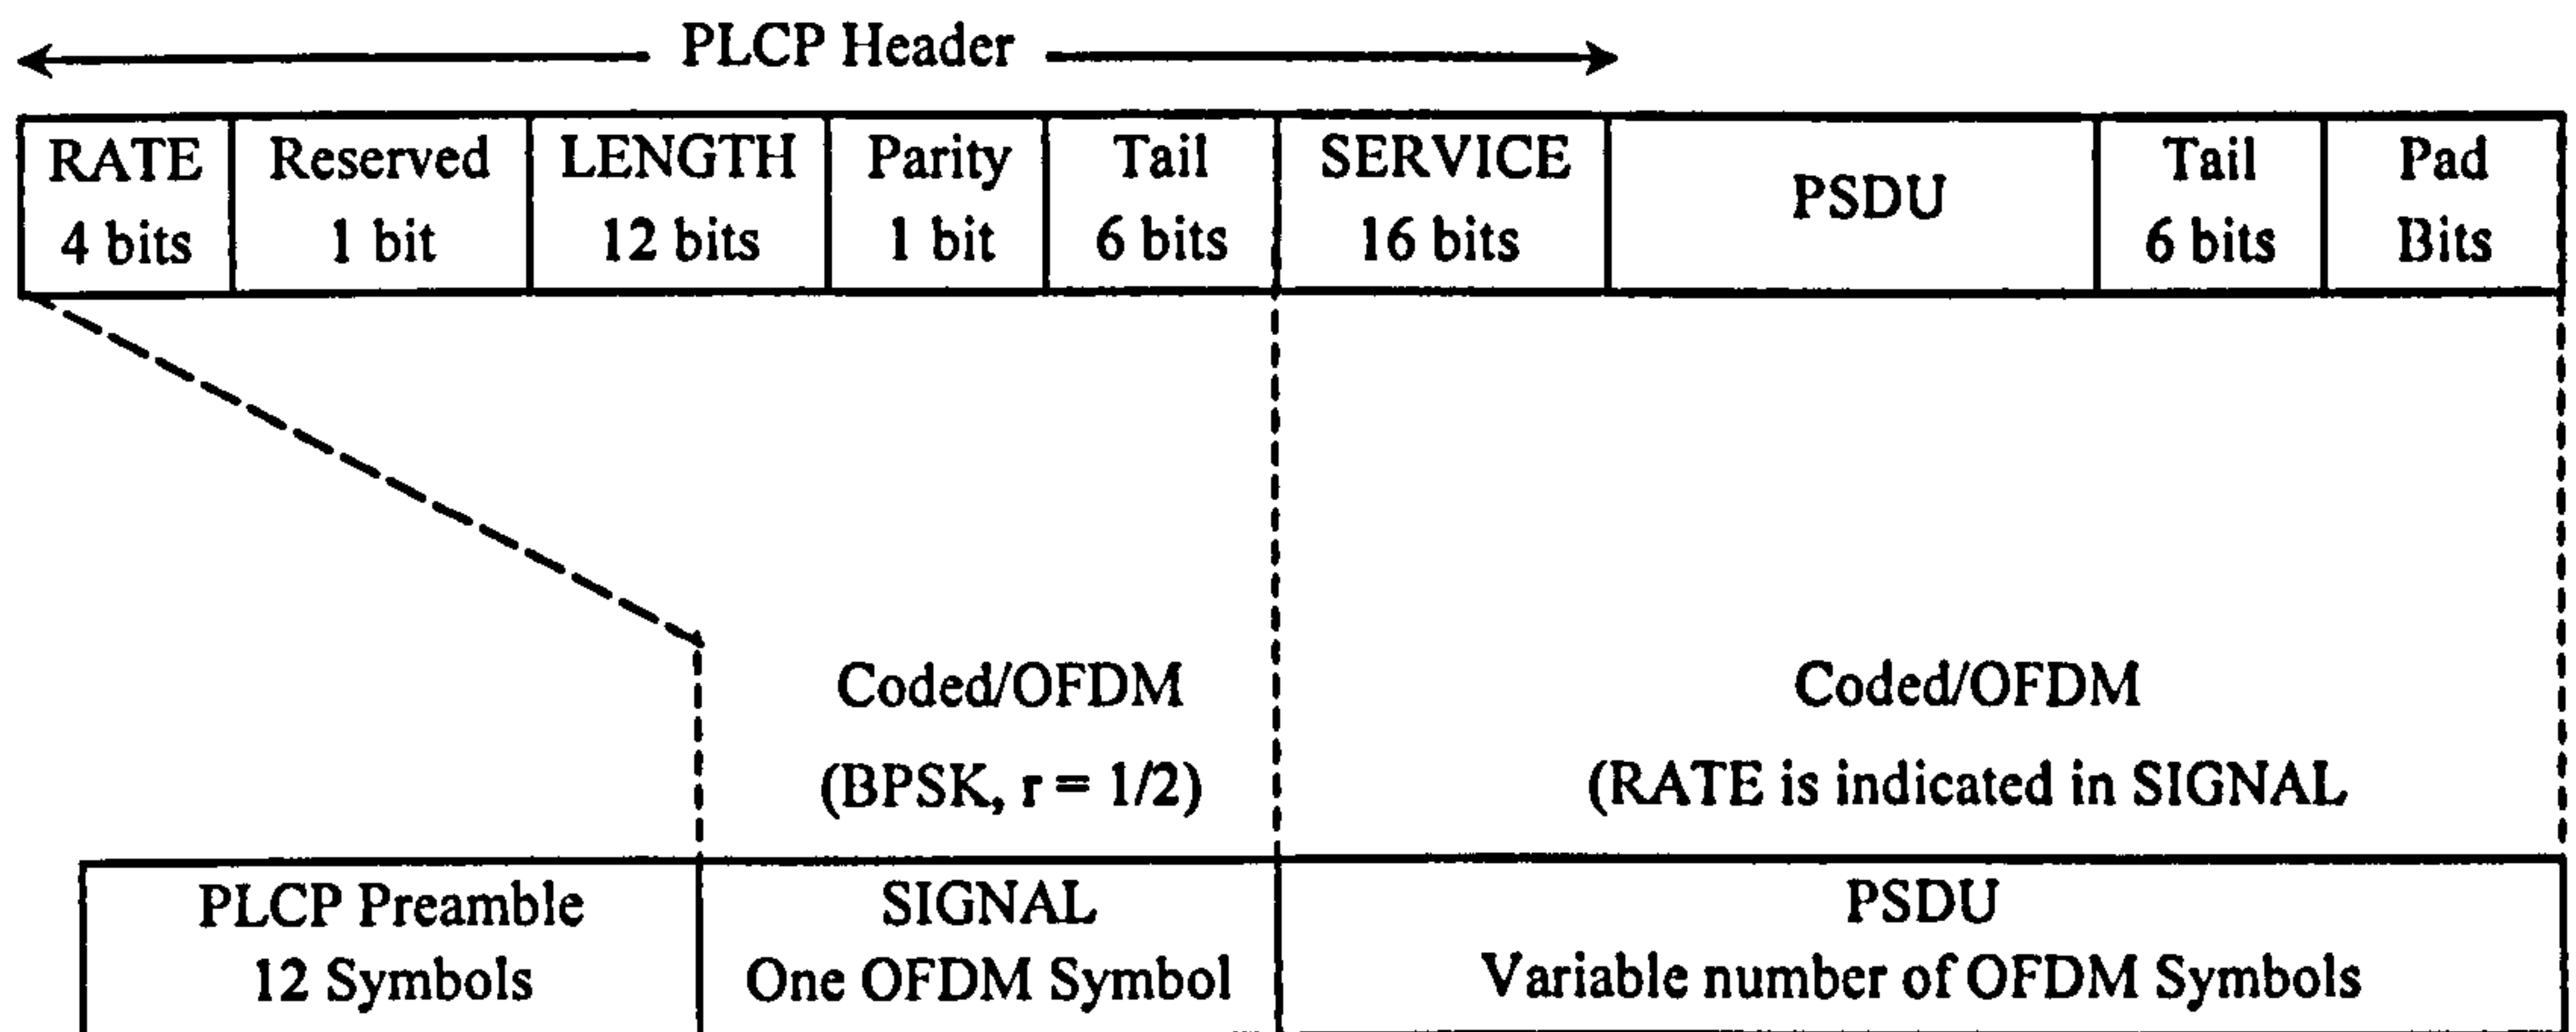 PLCP Header
RATE Reserved LENGTH Parity Tail SERVICE PSDU Tail Pad
4 bits 1 bit 12 bits 1 bit 6 bits 16 bits 6 bits Bits
Coded/OFDM Coded/OFDM
(BPSK, r = 1/2) (RATE is indicated in SIGNAL
PLCP Preamble SIGNAL PSDU
12 Symbols One OFDM Symbol Variable number of OFDM Symbols